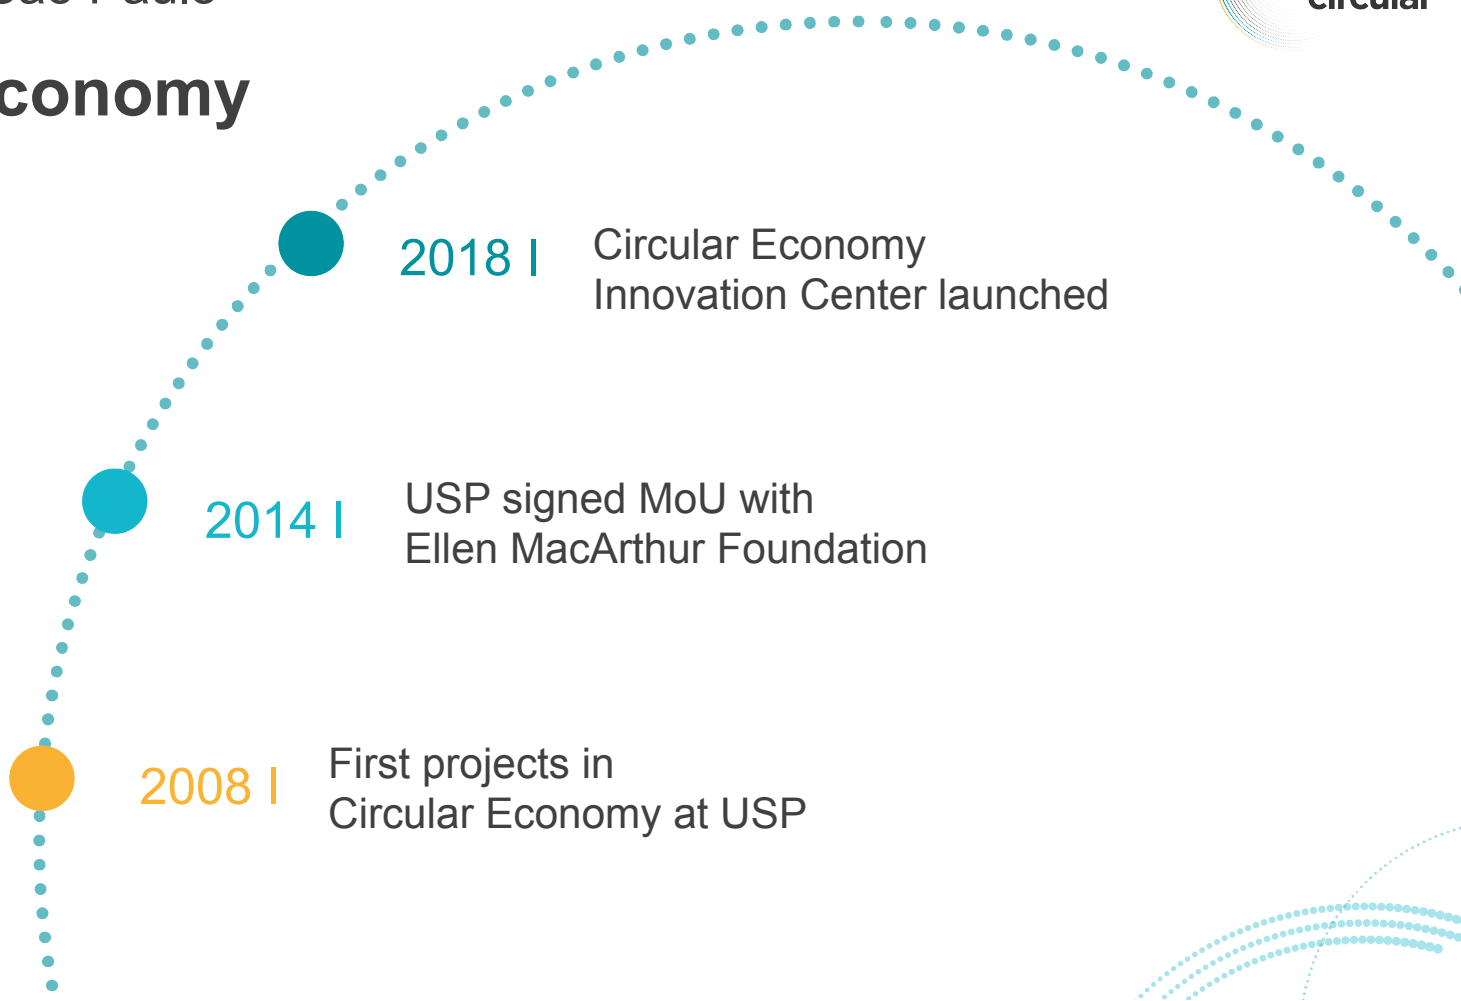 conomy
2018 I
Circular Economy
Innovation Center launched
2014 I
USP signed MoU with
Ellen MacArthur Foundation
2008 I
First projects in
Circular Economy at USP